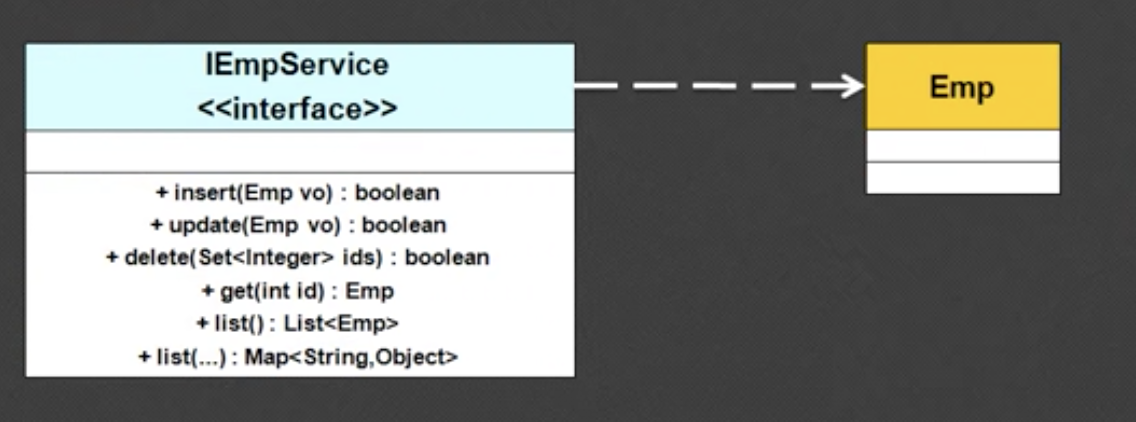 IEmpService
<<interface>>
+ insert(Emp vo) : boolean
+ update(Emp vo) : boolean
+ delete(Set<Integer> ids) : boolean
+ get(int id) : Emp
+ list() : List<Emp>
+ list(...) : Map<String,Object>
Emp